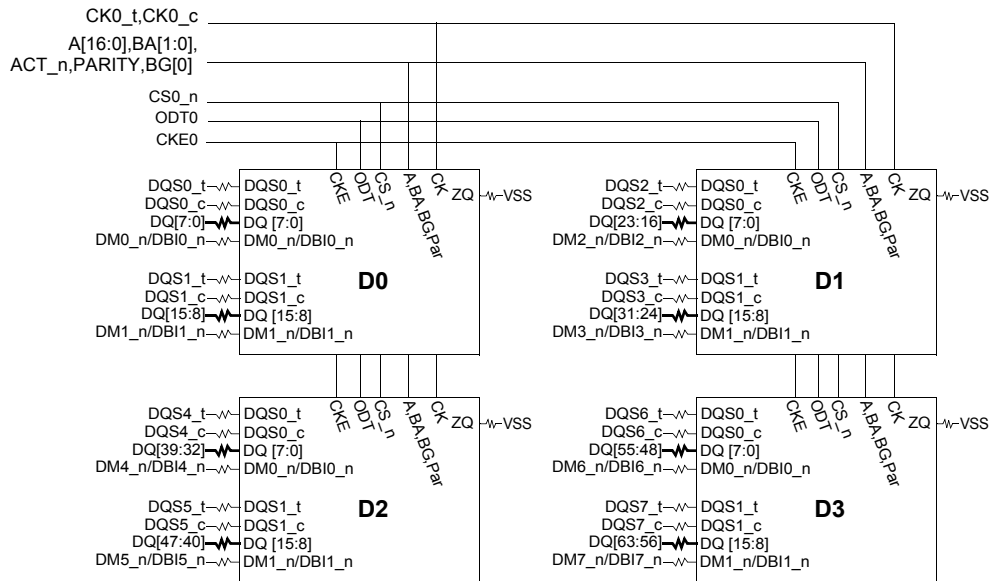 CK0_t,CK0_c
A[16:0],BA[1:0],
ACT_n,PARITY,BG[0]
CS0_n
ODT0
CKE0
CKE
ODT
CS_n
A,BA,BG,Par
CK
ZQ
VSS
DQS0_t
DQS0_t
DQS0_c
DQS0_c
DQ[7:0]
DQ [7:0]
DM0_n/DBI0_n
DM0_n/DBI0_n
D0
DQS1_t
DQS1_t
DQS1_c
DQS1_c
DQ[15:8]
DQ [15:8]
DM1_n/DBI1_n
DM1_n/DBI1_n
CKE
ODT
CS_n
A,BA,BG,Par
CK
ZQ
VSS
DQS2_t
DQS0_t
DQS2_c
DQS0_c
DQ[23:16]
DQ [7:0]
DM2_n/DBI2_n
DM0_n/DBI0_n
D1
DQS3_t
DQS1_t
DQS3_c
DQS1_c
DQ[31:24]
DQ [15:8]
DM3_n/DBI3_n
DM1_n/DBI1_n
CKE
ODT
CS_n
A,BA,BG,Par
CK
ZQ
VSS
DQS4_t
DQS0_t
DQS4_c
DQS0_c
DQ[39:32]
DQ [7:0]
DM4_n/DBI4_n
DM0_n/DBI0_n
D2
DQS5_t
DQS1_t
DQS5_c
DQS1_c
DQ[47:40]
DQ [15:8]
DM5_n/DBI5_n
DM1_n/DBI1_n
CKE
ODT
CS_n
A,BA,BG,Par
CK
ZQ
VSS
DQS6_t
DQS0_t
DQS6_c
DQS0_c
DQ[55:48]
DQ [7:0]
DM6_n/DBI6_n
DM0_n/DBI0_n
D3
DQS7_t
DQS1_t
DQS7_c
DQS1_c
DQ[63:56]
DQ [15:8]
DM7_n/DBI7_n
DM1_n/DBI1_n